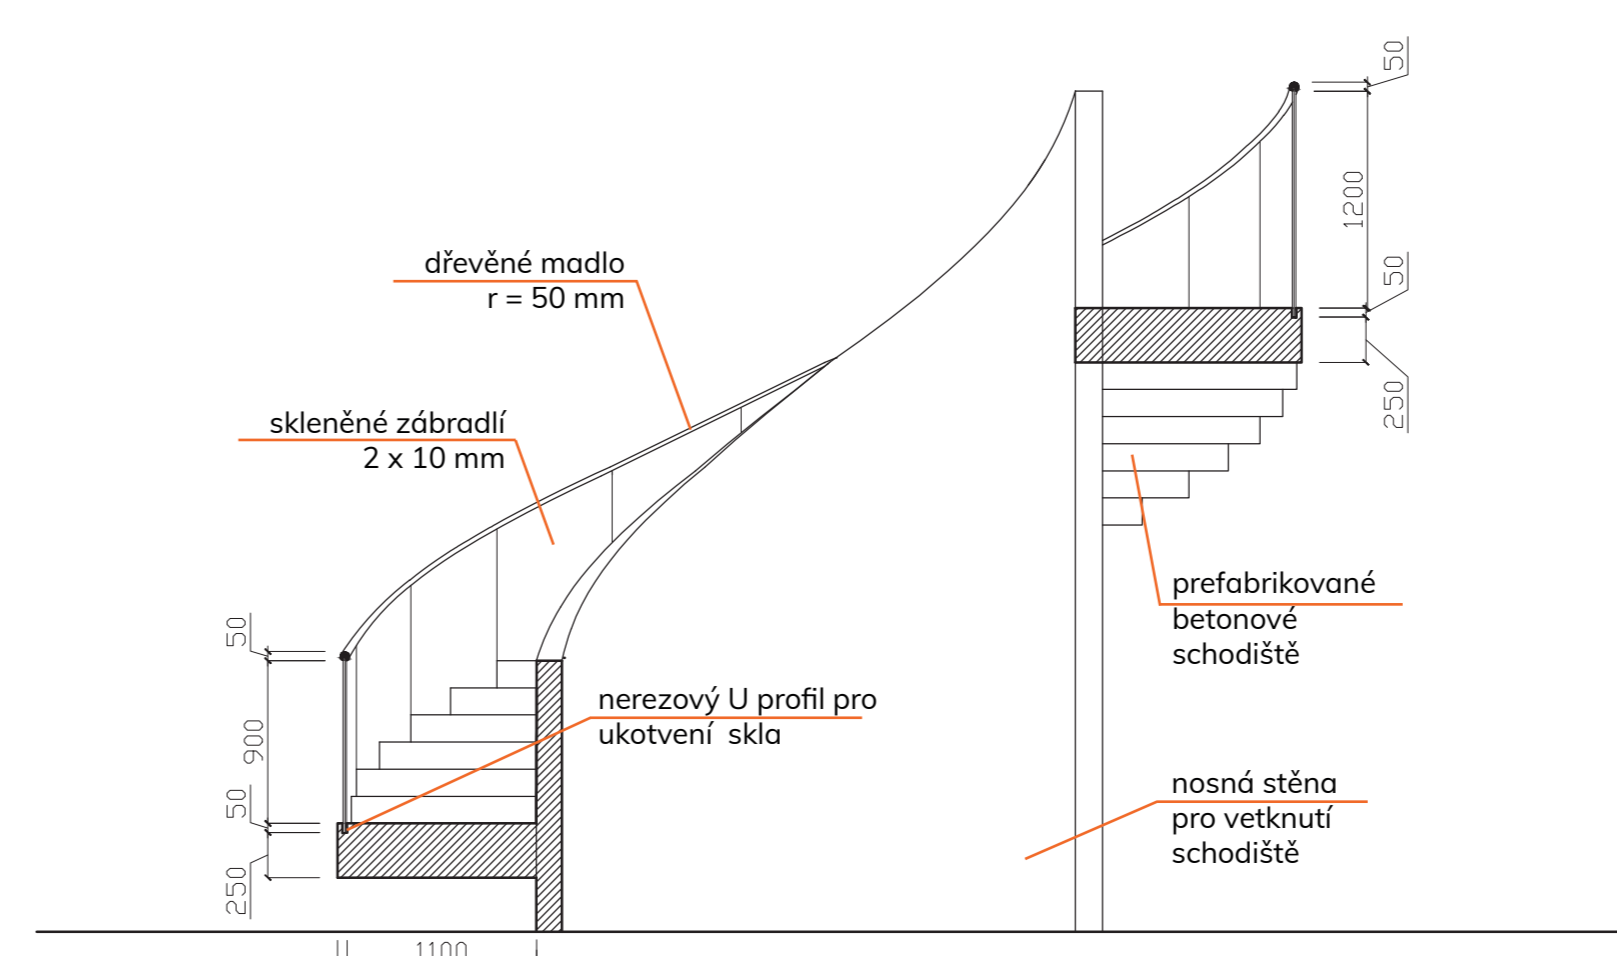 50
1200
50
250
dřevěné madlo
r = 50 mm
skleněné zábradlí
2 x 10 mm
prefabrikované
betonové
schodiště
50
900
50
250
nerezový U profil pro
ukotvení  skla
nosná stěna
pro vetknutí
schodiště
1100